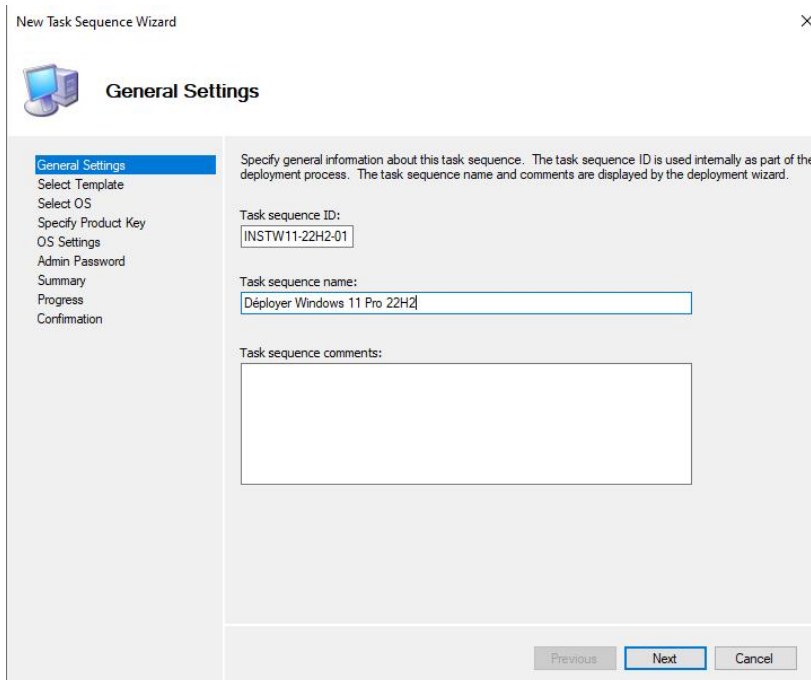 New Task Sequence Wizard
General Settings
General Settings
Select Template
Select OS
Specify Product Key
OS Settings
Admin Password
Summary
Progress
Confirmation
Specify general information about this task sequence. The task sequence ID is used internally as part of the
deployment process. The task sequence name and comments are displayed by the deployment wizard.
Task sequence ID:
INSTW11-22H2-01
Task sequence name:
Déployer Windows 11 Pro 22H2
Task sequence comments:
Previous
Next
Cancel